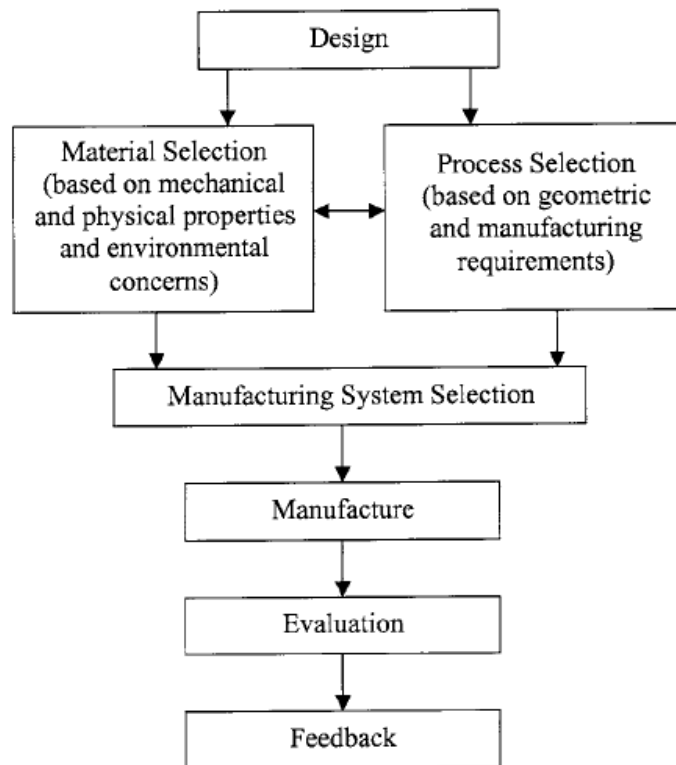 Design
Material Selection
(based on mechanical
and physical properties
and environmental
concerns)
Process Selection
(based on geometric
and manufacturing
requirements)
Manufacturing System Selection
Manufacture
Evaluation
Feedback